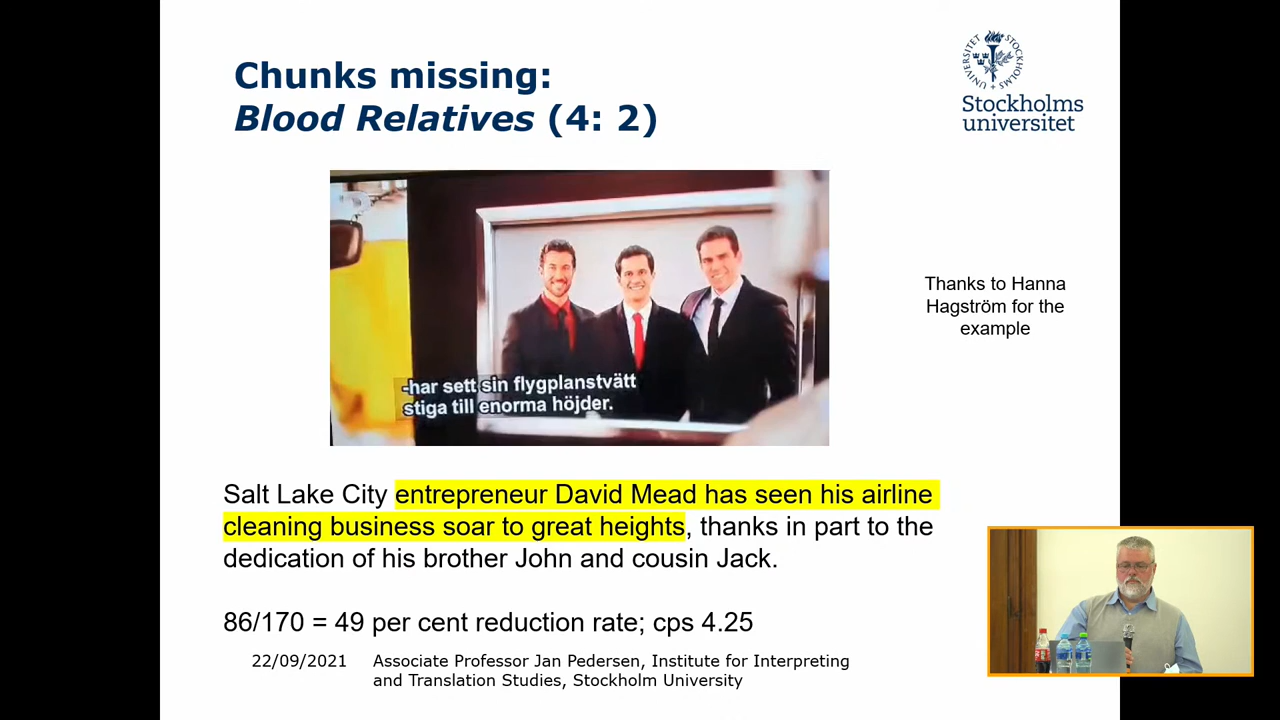 Chunks missing:
Blood Relatives (4: 2)
UNIVERSITET STOCKHOLMS
Stockholms
universitet
-har sett sin flygplanstvätt
stiga till enorma höjder.
Thanks to Hanna
Hagström for the
example
Salt Lake City entrepreneur David Mead has seen his airline
cleaning business soar to great heights, thanks in part to the
dedication of his brother John and cousin Jack.
86/170 = 49 per cent reduction rate; cps 4.25
22/09/2021
Associate Professor Jan Pedersen, Institute for Interpreting
and Translation Studies, Stockholm University